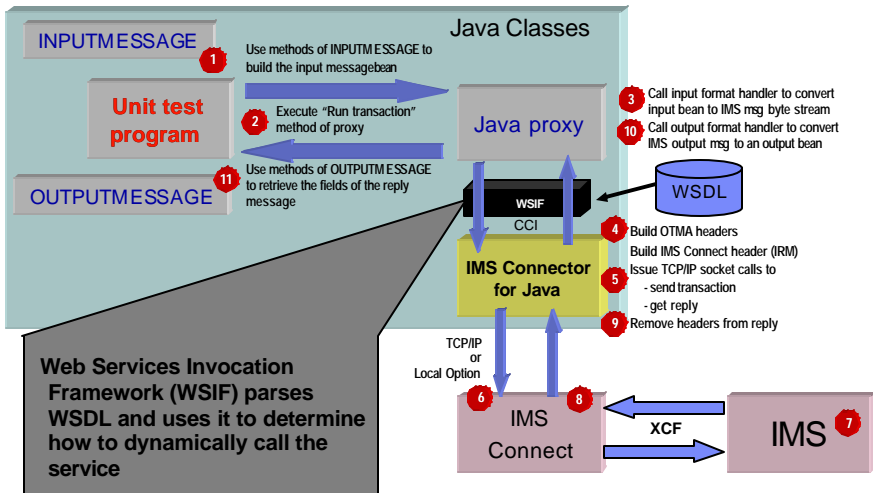 Java Classes
INPUTMESSAGE
1
Use methods of INPUTMESSAGE to
build the input messagebean
Unit test
program
2
Execute “Run transaction”
method of proxy
Java proxy
3
Call input format handler to convert
input bean to IMS msg byte stream
10
Call output format handler to convert
IMS output msg to an output bean
11
OUTPUTMESSAGE
Use methods of OUTPUTMESSAGE
to retrieve the fields of the reply
message
WSIF
WSDL
CCI
4
Build OTMA headers
Build IMS Connect header (IRM)
IMS Connector
for Java
5
Issue TCP/IP socket calls to
- send transaction
- get reply
9
Remove headers from reply
TCP/IP
or
Local Option
Web Services Invocation
Framework (WSIF) parses
WSDL and uses it to determine
how to dynamically call the
service
6
8
IMS
Connect
XCF
IMS
7